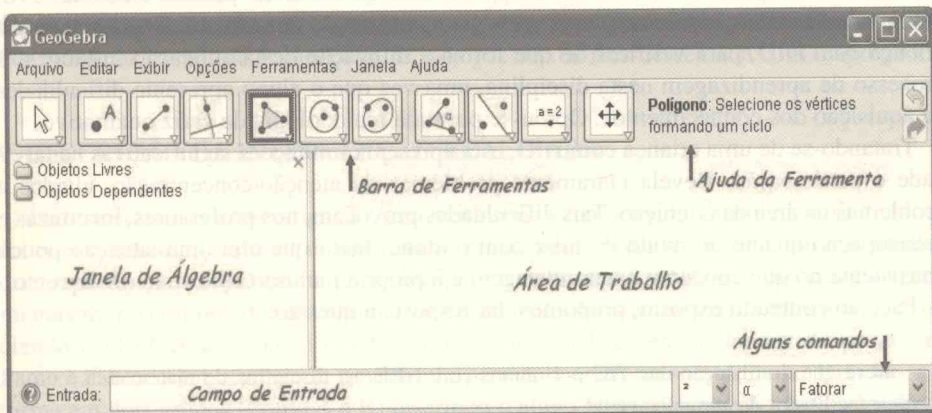 GeoGebra
Arquivo Editar Exibir Opções Ferramentas Janela Ajuda
A
α
a=2
Polígono: Selecione os vértices
formando um ciclo
Objetos Livres
Objetos Dependentes
Barra de Ferramentas
Ajuda da Ferramenta
Janela de Álgebra
Área de Trabalho
Alguns comandos
Entrada:
Campo de Entrada
²
α
Fatorar